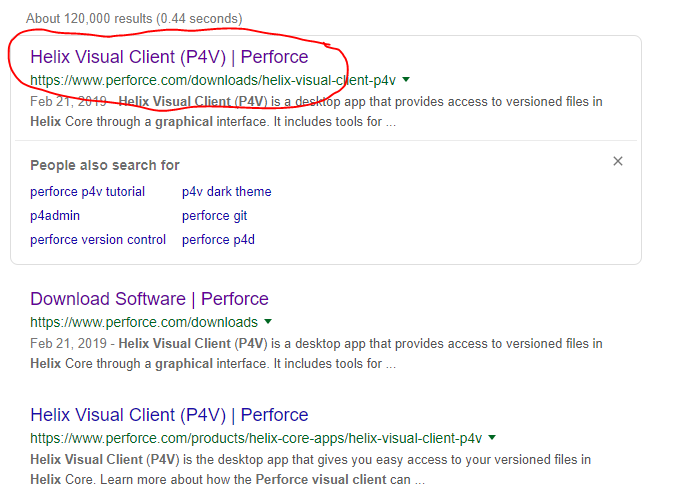 About 120,000 results (0.44 seconds)
Helix Visual Client (P4V) | Perforce
https://www.perforce.com/downloads/helix-visual-client-p4v
Feb 21, 2019 - Helix Visual Client (P4V) is a desktop app that provides access to versioned files in
Helix Core through a graphical interface. It includes tools for ...
People also search for
perforce p4v tutorial p4v dark theme
p4admin perforce git
perforce version control perforce p4d
Download Software | Perforce
https://www.perforce.com/downloads
Feb 21, 2019 - Helix Visual Client (P4V) is a desktop app that provides access to versioned files in
Helix Core through a graphical interface. It includes tools for ...
Helix Visual Client (P4V) | Perforce
https://www.perforce.com/products/helix-core-apps/helix-visual-client-p4v
Helix Visual Client (P4V) is the desktop app that gives you easy access to your versioned files in
Helix Core. Learn more about how the Perforce visual client can ...